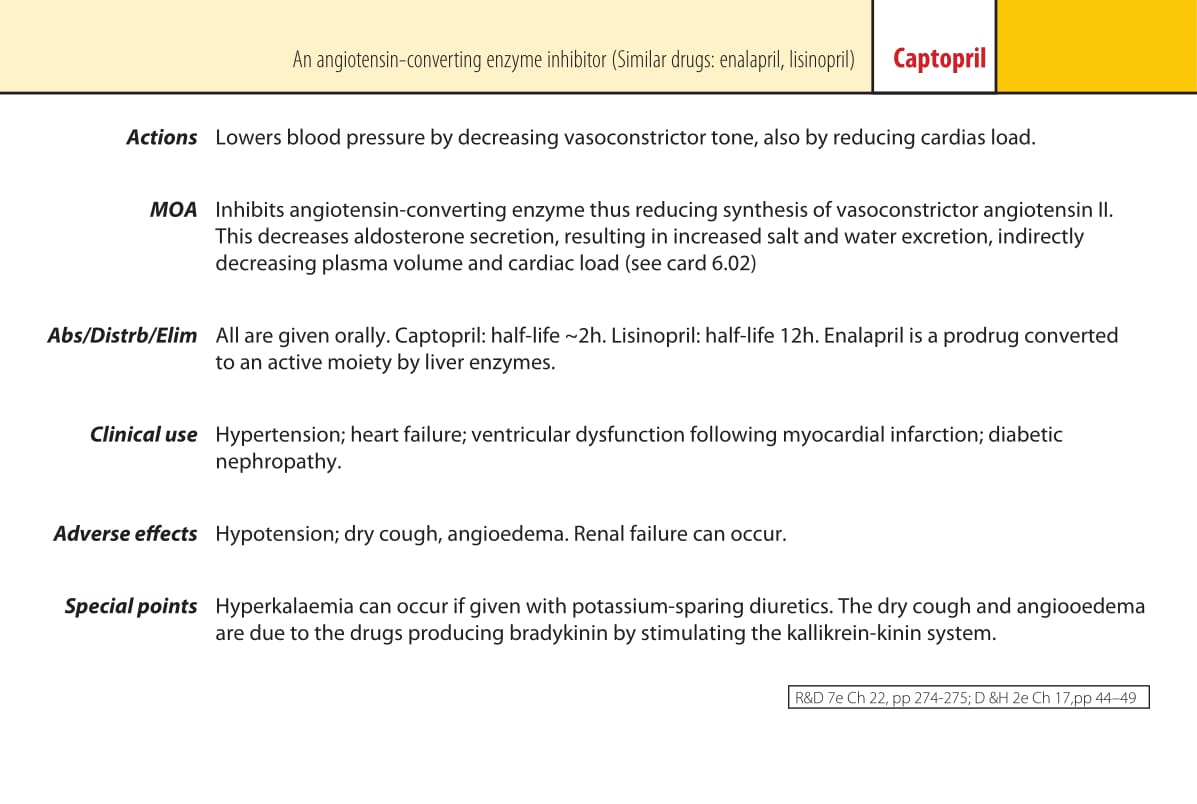 An angiotensin-converting enzyme inhibitor (Similar drugs: enalapril, lisinopril) Captopril
Actions Lowers blood pressure by decreasing vasoconstrictor tone, also by reducing cardias load.
MOA Inhibits angiotensin-converting enzyme thus reducing synthesis of vasoconstrictor angiotensin II.
This decreases aldosterone secretion, resulting in increased salt and water excretion, indirectly
decreasing plasma volume and cardiac load (see card 6.02)
Abs/Distrb/Elim All are given orally. Captopril: half-life ~2h. Lisinopril: half-life 12h. Enalapril is a prodrug converted
to an active moiety by liver enzymes.
Clinical use Hypertension; heart failure; ventricular dysfunction following myocardial infarction; diabetic
nephropathy.
Adverse effects Hypotension; dry cough, angioedema. Renal failure can occur.
Special points Hyperkalaemia can occur if given with potassium-sparing diuretics. The dry cough and angiooedema
are due to the drugs producing bradykinin by stimulating the kallikrein-kinin system.
R&D 7e Ch 22, pp 274-275; D &H 2e Ch 17,pp 44–49